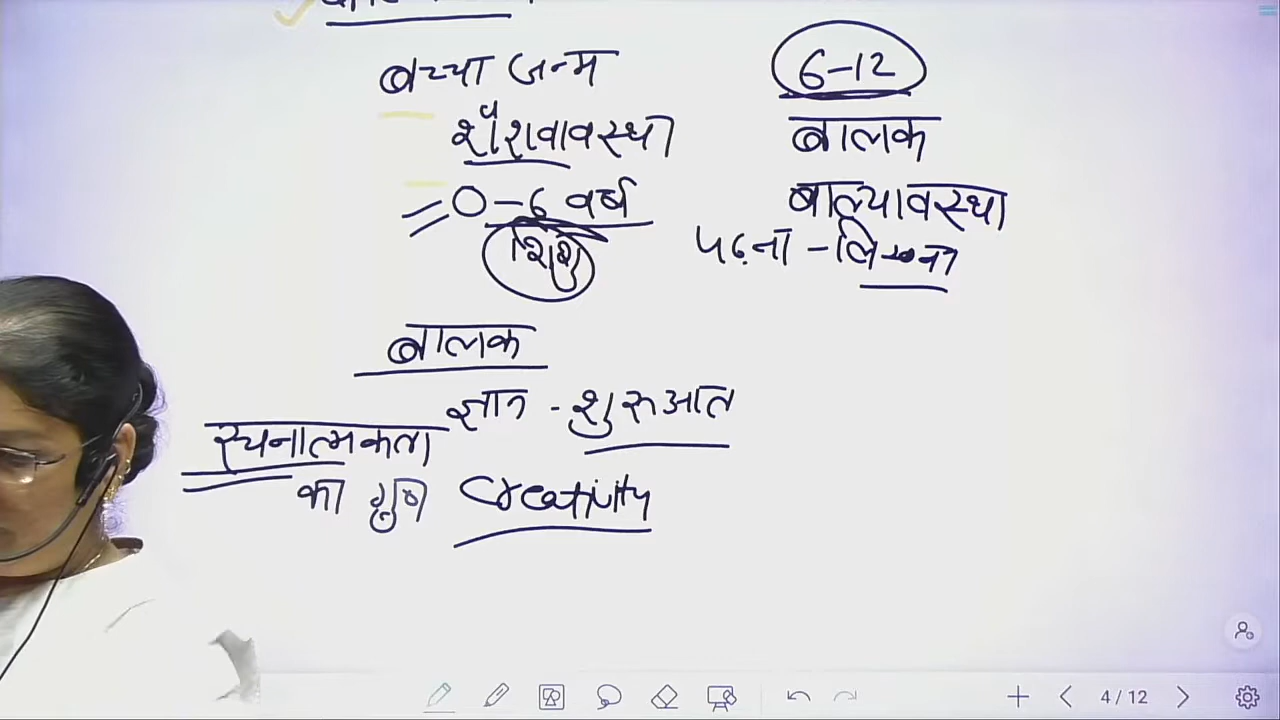 बच्चा जन्म
शैशवावस्था
0-6 वर्ष
शिशु
6-12
बालक
बाल्यावस्था
पढ़ना - लिखना
बालक
ज्ञान - शुरुआत
रचनात्मकता
का गुण Creativity
4/12